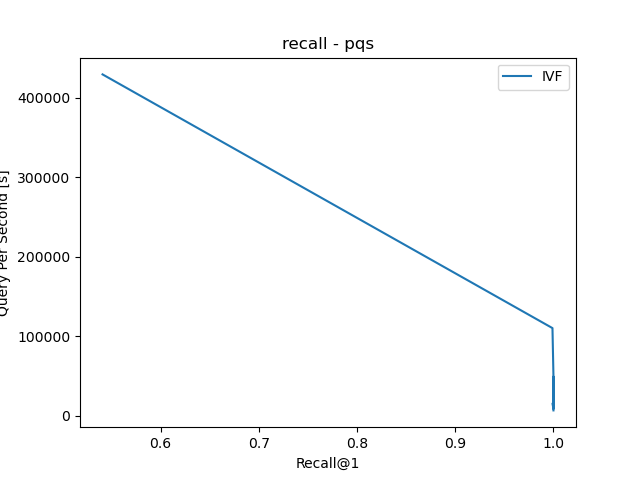 recall - pqs
IVF
400000
300000
200000
100000
0
Query Per Second [s]
0.6 0.7 0.8 0.9 1.0
Recall@1